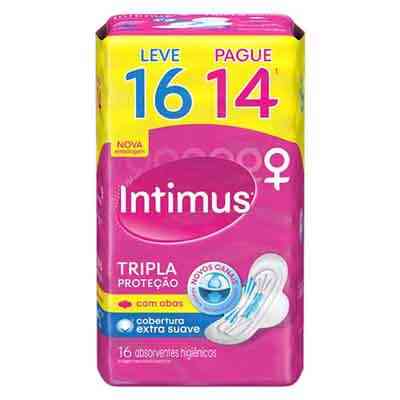 LEVE PAGUE
16 14
NOVA
embalagem
Intimus
TRIPLA
PROTEÇÃO
NOVOS CANAIS
com abas
cobertura
extra suave
16 absorventes higiênicos